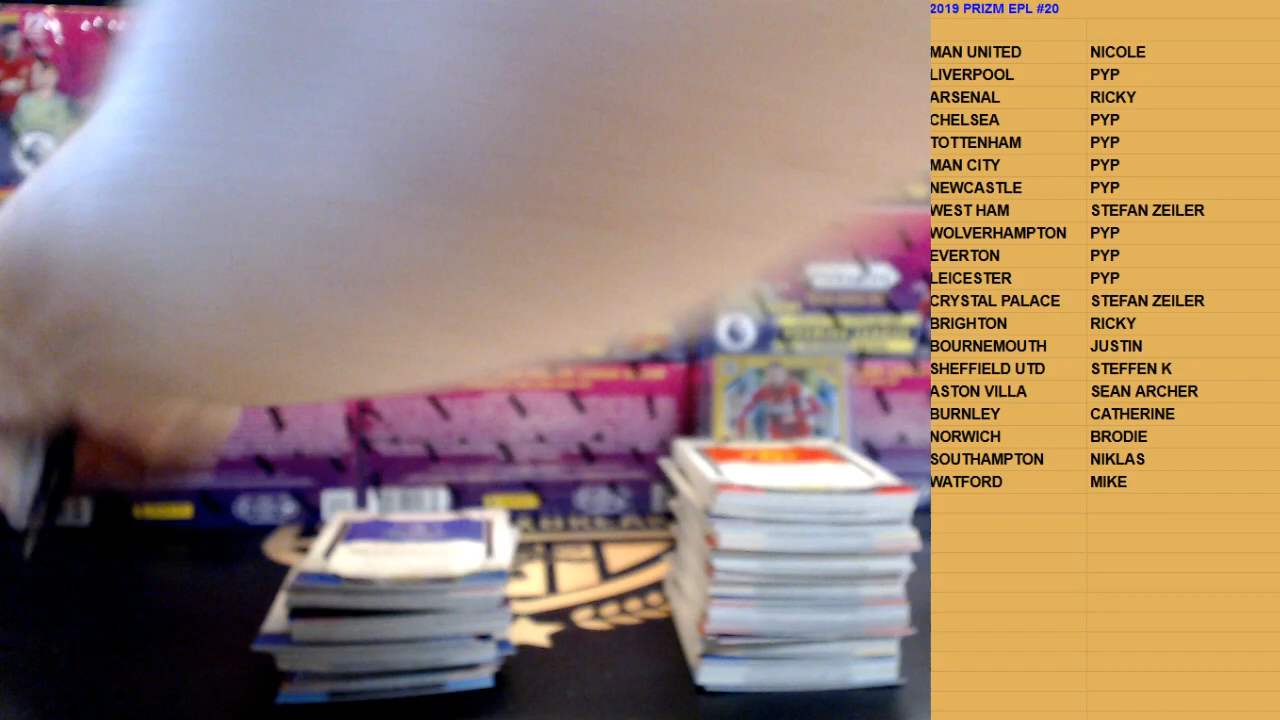 2019 PRIZM EPL #20
MAN UNITED NICOLE
LIVERPOOL PYP
ARSENAL RICKY
CHELSEA PYP
TOTTENHAM PYP
MAN CITY PYP
NEWCASTLE PYP
WEST HAM STEFAN ZEILER
WOLVERHAMPTON PYP
EVERTON PYP
LEICESTER PYP
CRYSTAL PALACE STEFAN ZEILER
BRIGHTON RICKY
BOURNEMOUTH JUSTIN
SHEFFIELD UTD STEFFEN K
ASTON VILLA SEAN ARCHER
BURNLEY CATHERINE
NORWICH BRODIE
SOUTHAMPTON NIKLAS
WATFORD MIKE